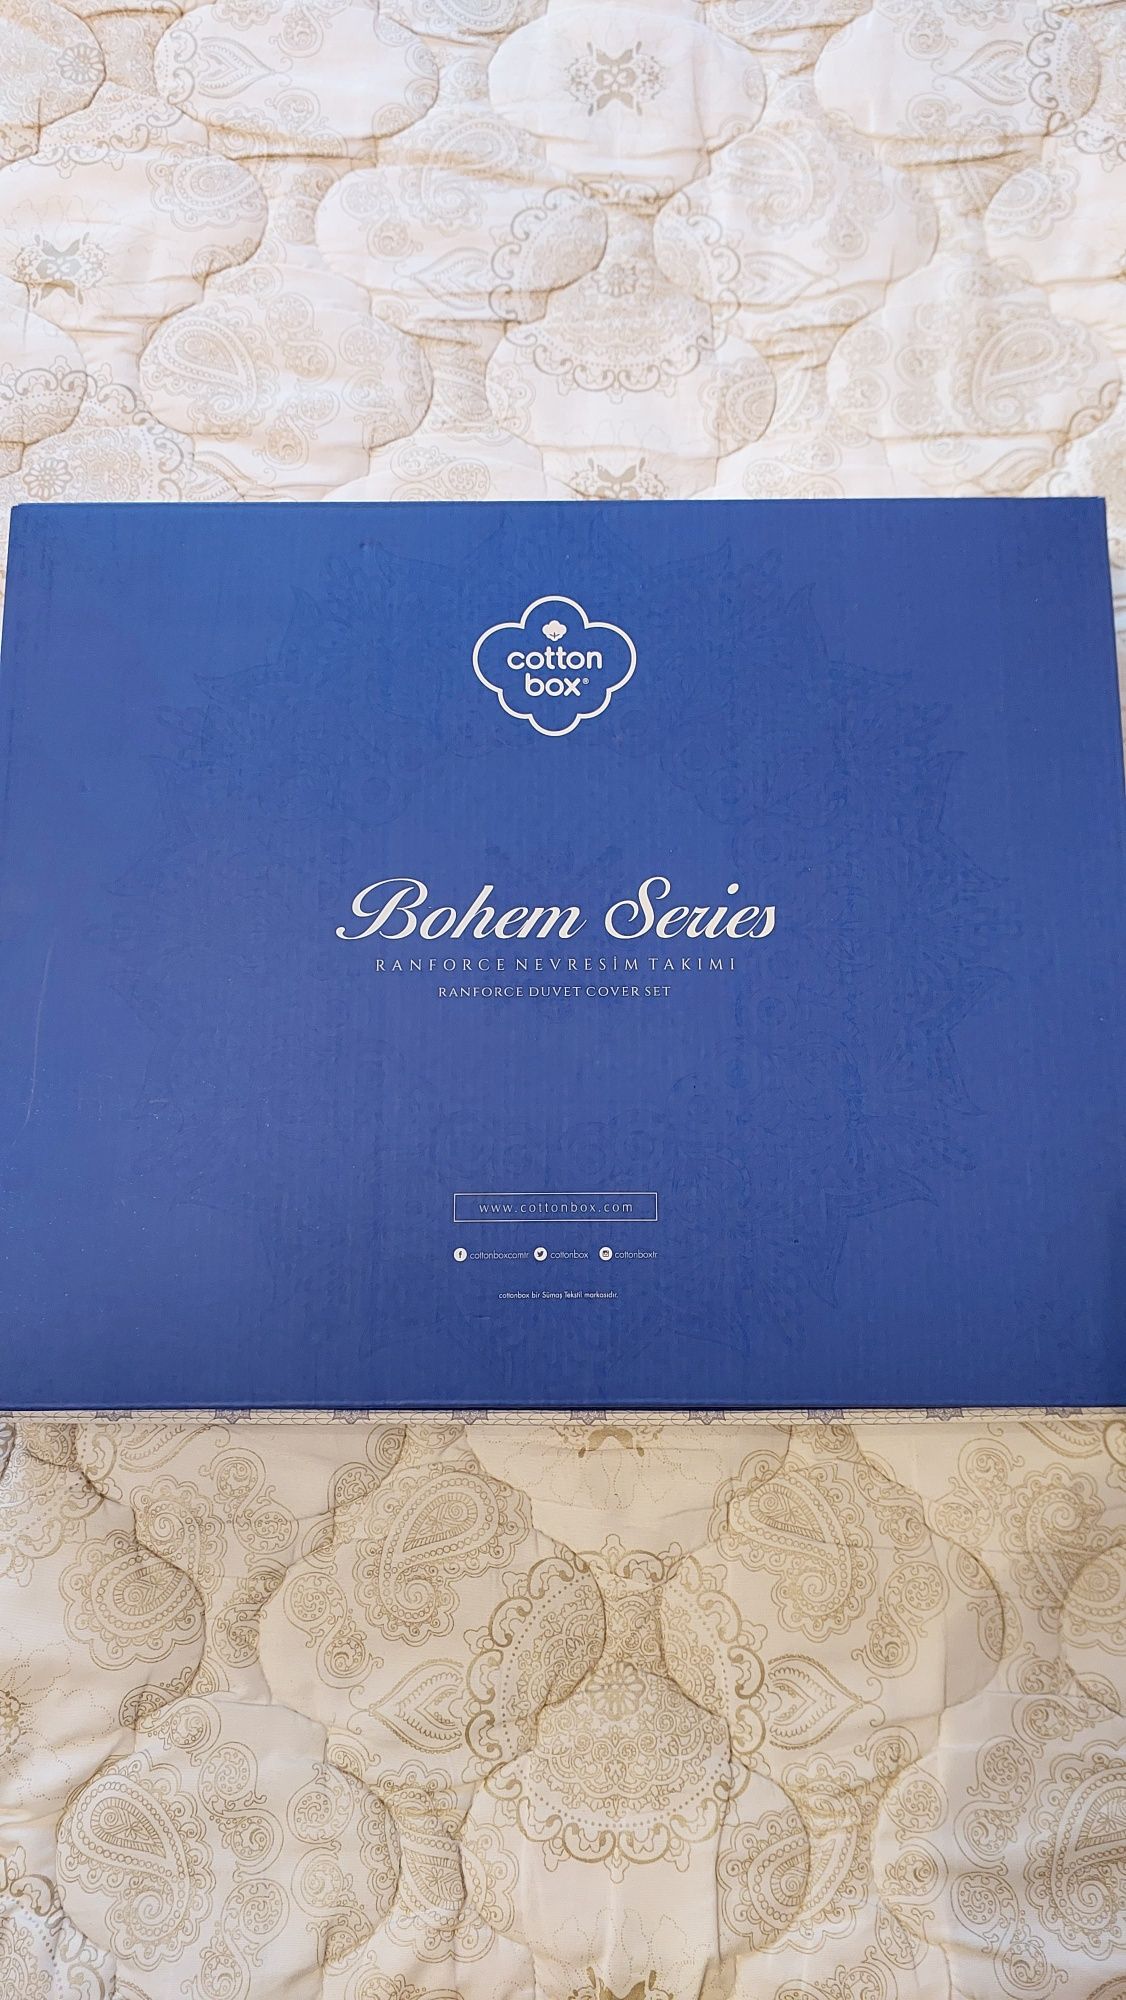 cotton
box®
Bohem Series
RANFORCE NEVRESİM TAKIMI
RANFORCE DUVET COVER SET
www.cottonbox.com
cottonboxcomtr cottonbox cottonboxtr
cottonbox bir Sümaş Tekstil markasıdır.